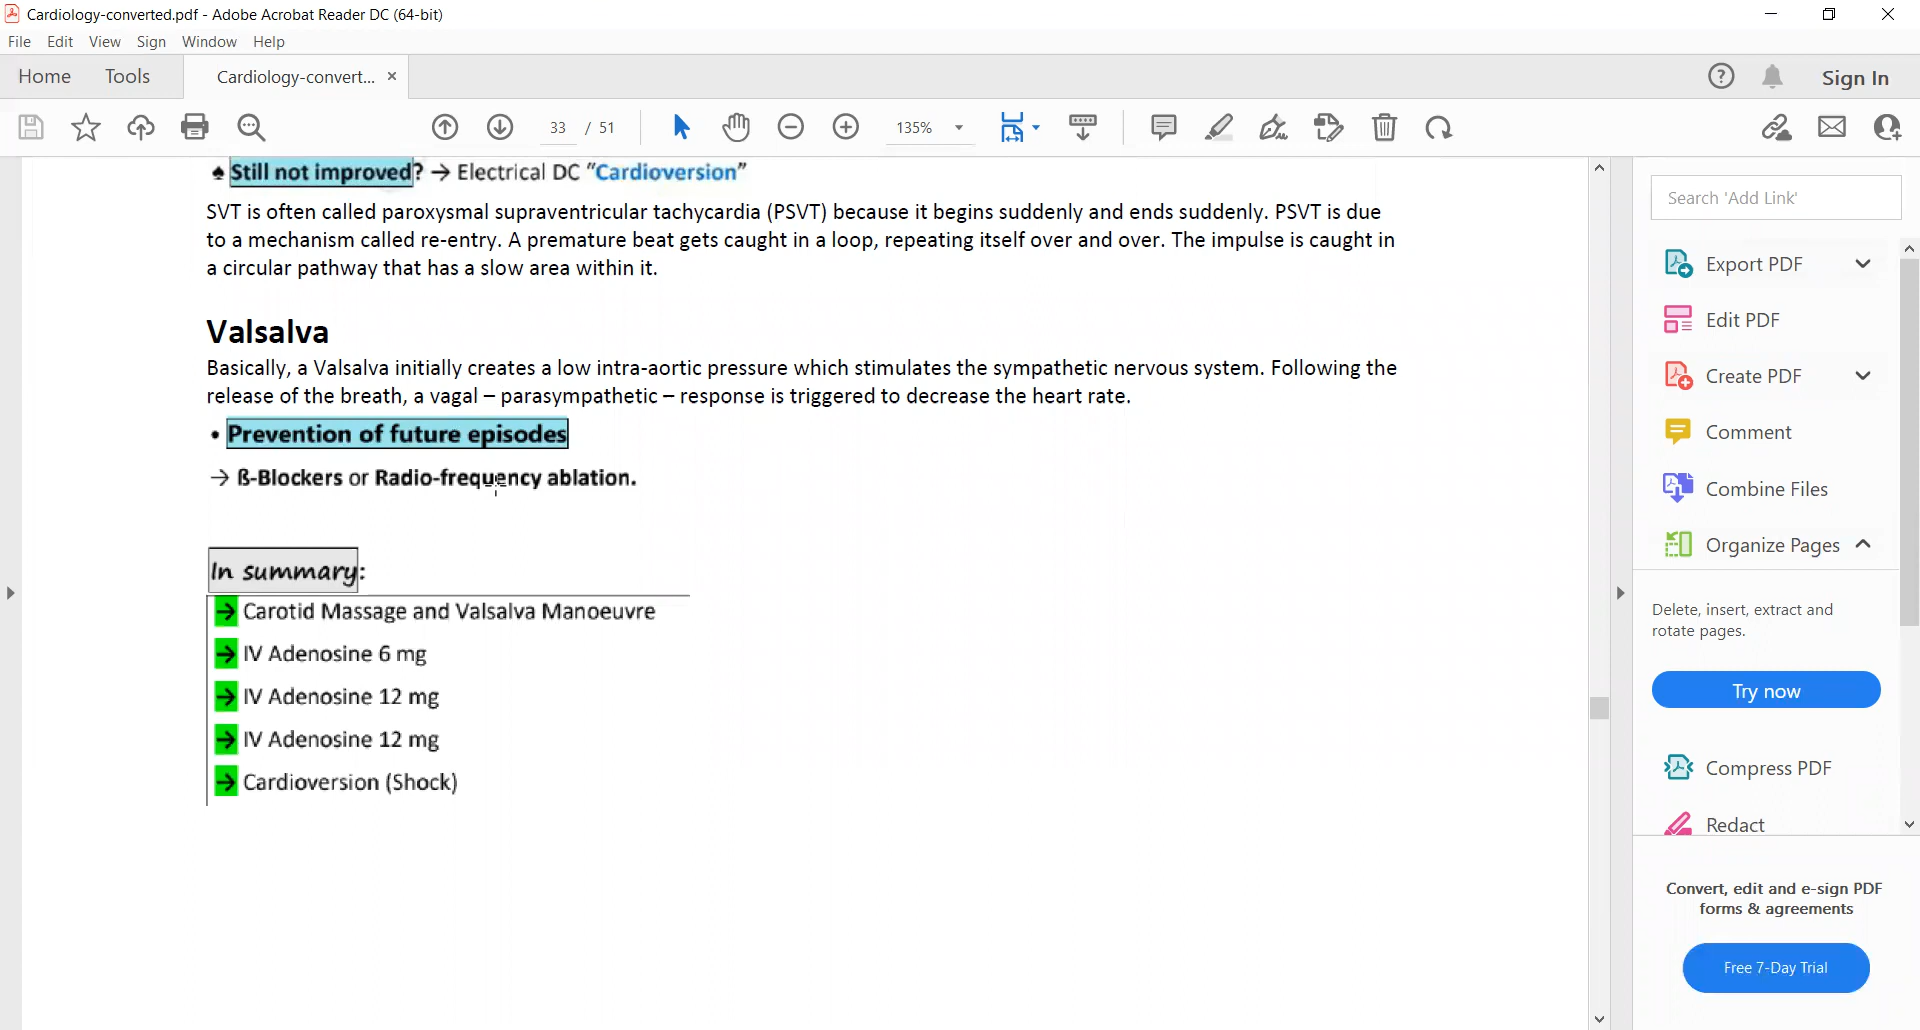 Cardiology-converted.pdf - Adobe Acrobat Reader DC (64-bit)
File Edit View Sign Window Help
Home Tools Cardiology-convert... ×
Sign In
33 / 51
135%
♠ Still not improved? → Electrical DC “Cardioversion”
SVT is often called paroxysmal supraventricular tachycardia (PSVT) because it begins suddenly and ends suddenly. PSVT is due
to a mechanism called re-entry. A premature beat gets caught in a loop, repeating itself over and over. The impulse is caught in
a circular pathway that has a slow area within it.
Valsalva
Basically, a Valsalva initially creates a low intra-aortic pressure which stimulates the sympathetic nervous system. Following the
release of the breath, a vagal – parasympathetic – response is triggered to decrease the heart rate.
• Prevention of future episodes
→ ß-Blockers or Radio-frequency ablation.
In summary:
→ Carotid Massage and Valsalva Manoeuvre
→ IV Adenosine 6 mg
→ IV Adenosine 12 mg
→ IV Adenosine 12 mg
→ Cardioversion (Shock)
Search 'Add Link'
Export PDF
Edit PDF
Create PDF
Comment
Combine Files
Organize Pages
Delete, insert, extract and
rotate pages.
Try now
Compress PDF
Redact
Convert, edit and e-sign PDF
forms & agreements
Free 7-Day Trial